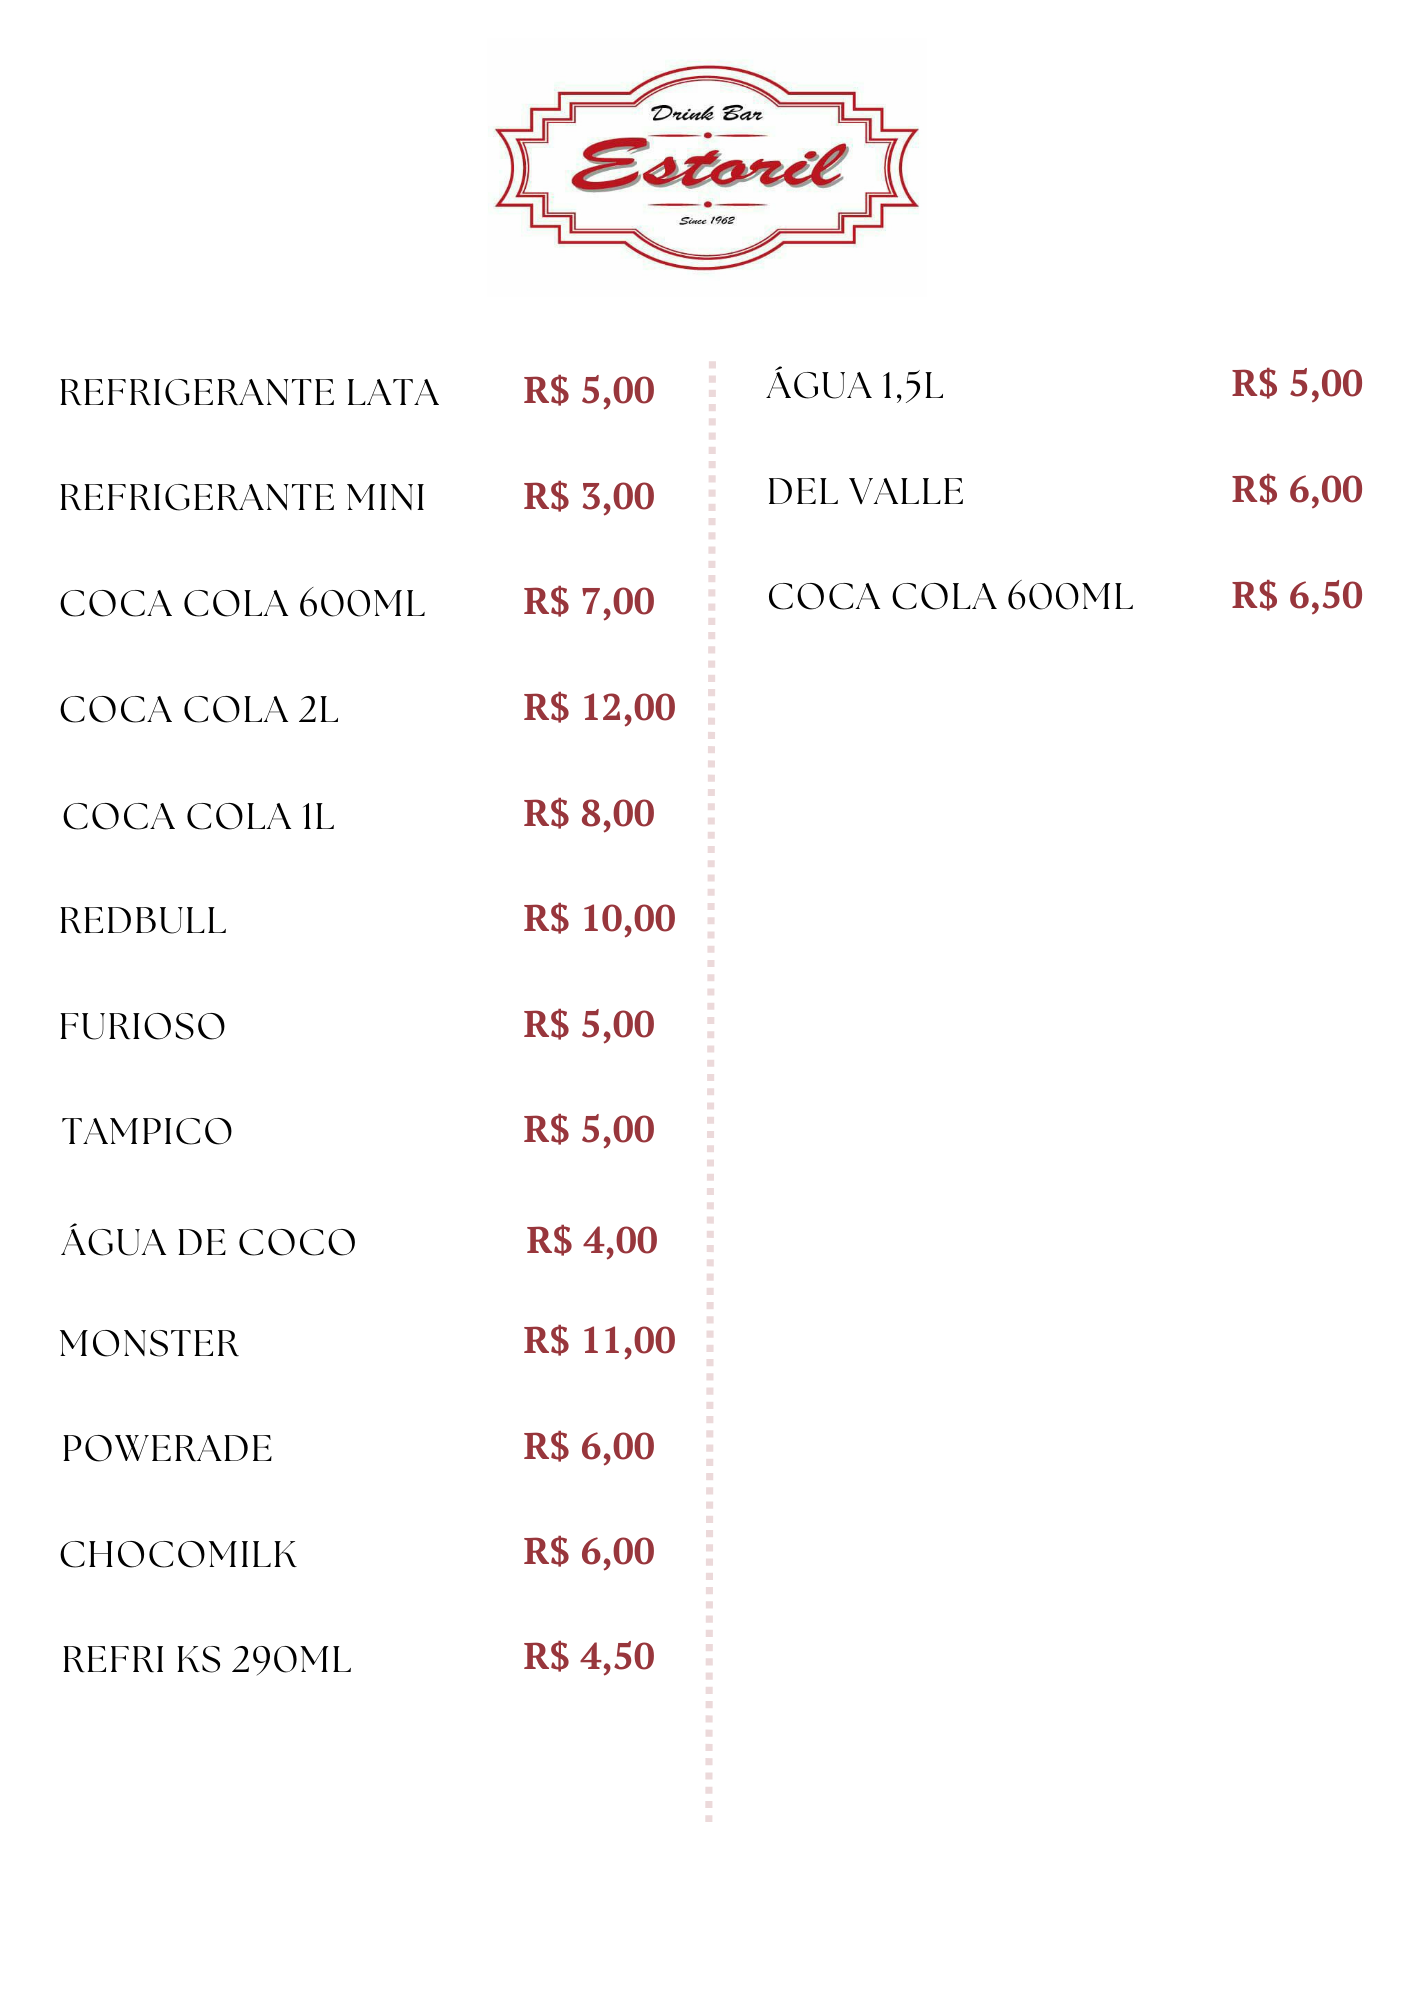 Drink Bar
Estoril
Since 1962
REFRIGERANTE LATA R$ 5,00
REFRIGERANTE MINI R$ 3,00
COCA COLA 600ML R$ 7,00
COCA COLA 2L R$ 12,00
COCA COLA 1L R$ 8,00
REDBULL R$ 10,00
FURIOSO R$ 5,00
TAMPICO R$ 5,00
ÁGUA DE COCO R$ 4,00
MONSTER R$ 11,00
POWERADE R$ 6,00
CHOCOMILK R$ 6,00
REFRI KS 290ML R$ 4,50
ÁGUA 1,5L R$ 5,00
DEL VALLE R$ 6,00
COCA COLA 600ML R$ 6,50